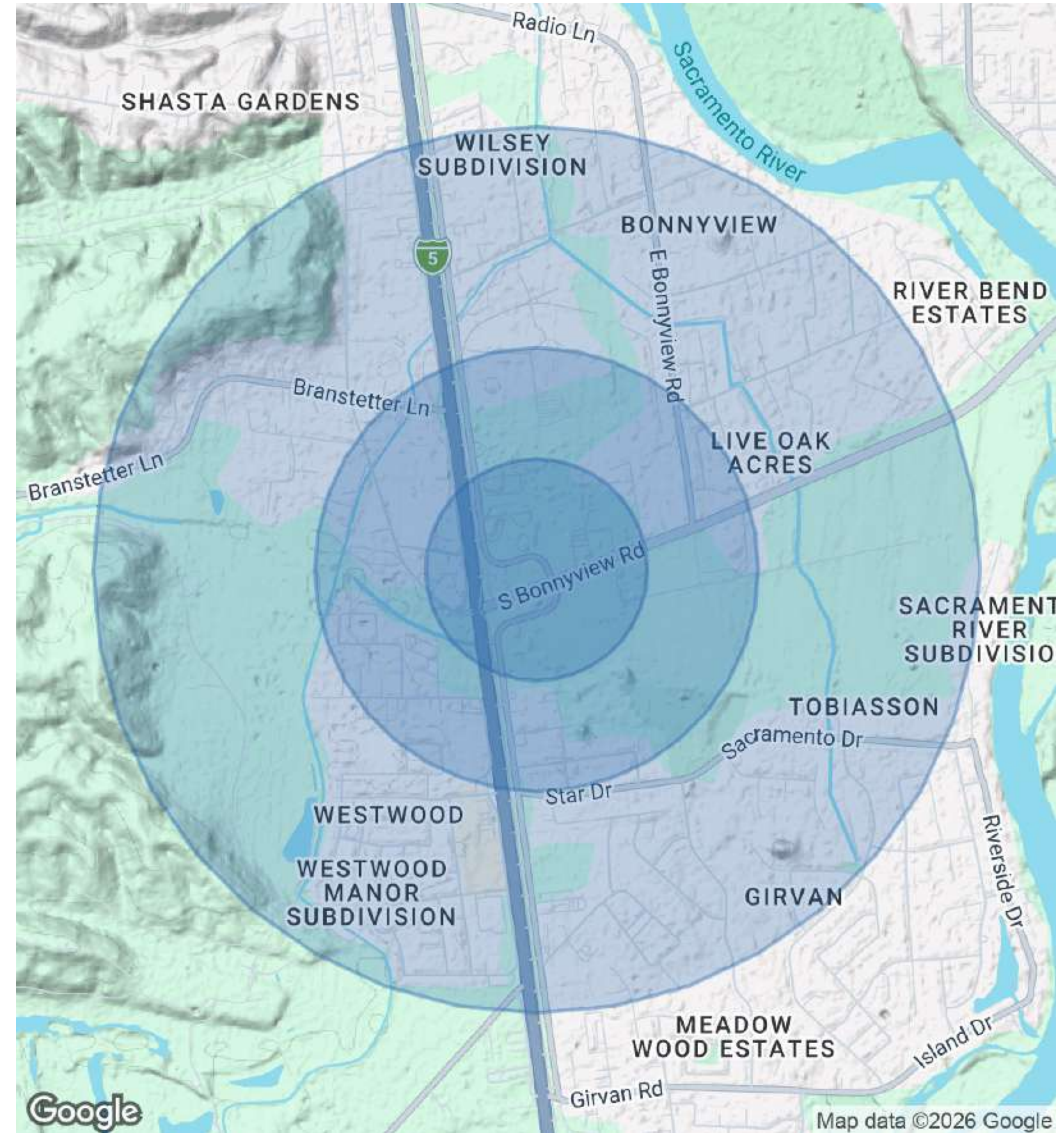 Radio Ln
Sacramento River
SHASTA GARDENS
WILSEY
SUBDIVISION
BONNYVIEW
5
E Bonnyview Rd
RIVER BEND
ESTATES
Branstetter Ln
LIVE OAK
ACRES
Branstetter Ln
S Bonnyview Rd
SACRAMENT
RIVER
SUBDIVISIO
TOBIASSON
Sacramento Dr
Star Dr
WESTWOOD
Riverside Dr
WESTWOOD
MANOR
SUBDIVISION
GIRVAN
MEADOW
WOOD ESTATES
Island Dr
Girvan Rd
Google
Map data ©2026 Google